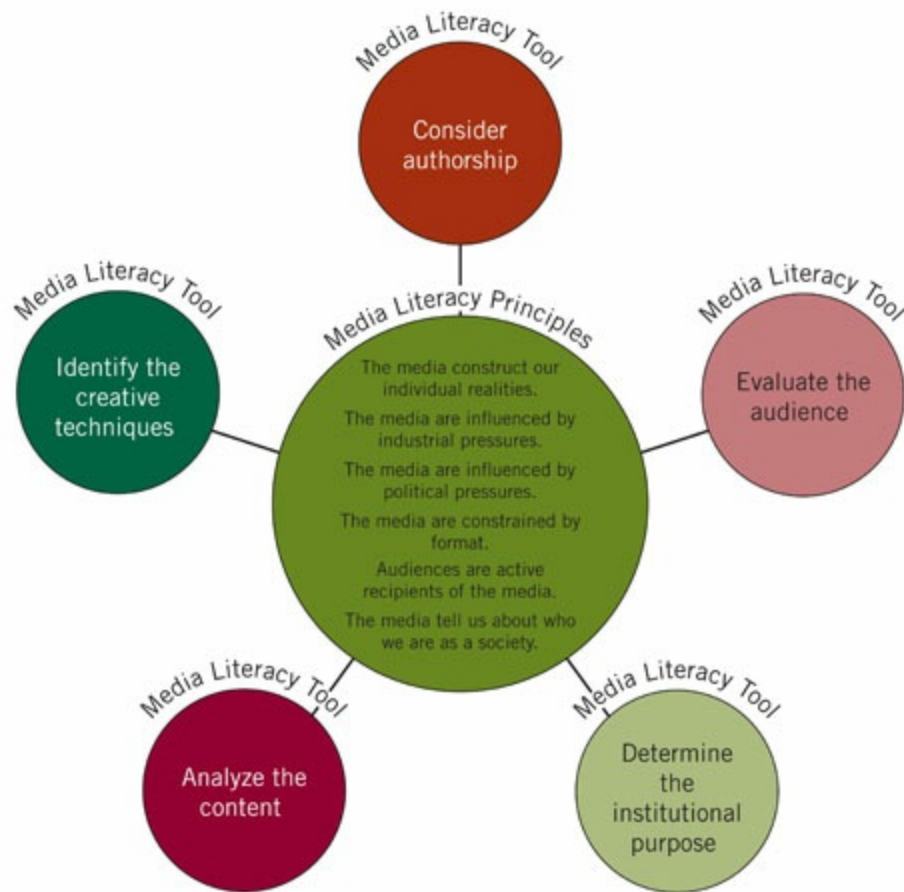 Media Literacy Tool
Consider
authorship
Media Literacy Tool
Identify the
creative
techniques
Media Literacy Principles
The media construct our
individual realities.
The media are influenced by
industrial pressures.
The media are influenced by
political pressures.
The media are constrained by
format.
Audiences are active
recipients of the media.
The media tell us about who
we are as a society.
Media Literacy Tool
Evaluate the
audience
Media Literacy Tool
Analyze the
content
Media Literacy Tool
Determine
the
institutional
purpose